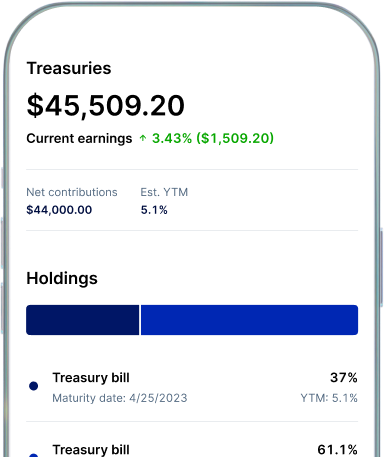 Treasuries
$45,509.20
Current earnings ↑ 3.43% ($1,509.20)
Net contributions Est. YTM
$44,000.00 5.1%
Holdings
Treasury bill 37%
Maturity date: 4/25/2023 YTM: 5.1%
Treasury bill 61.1%